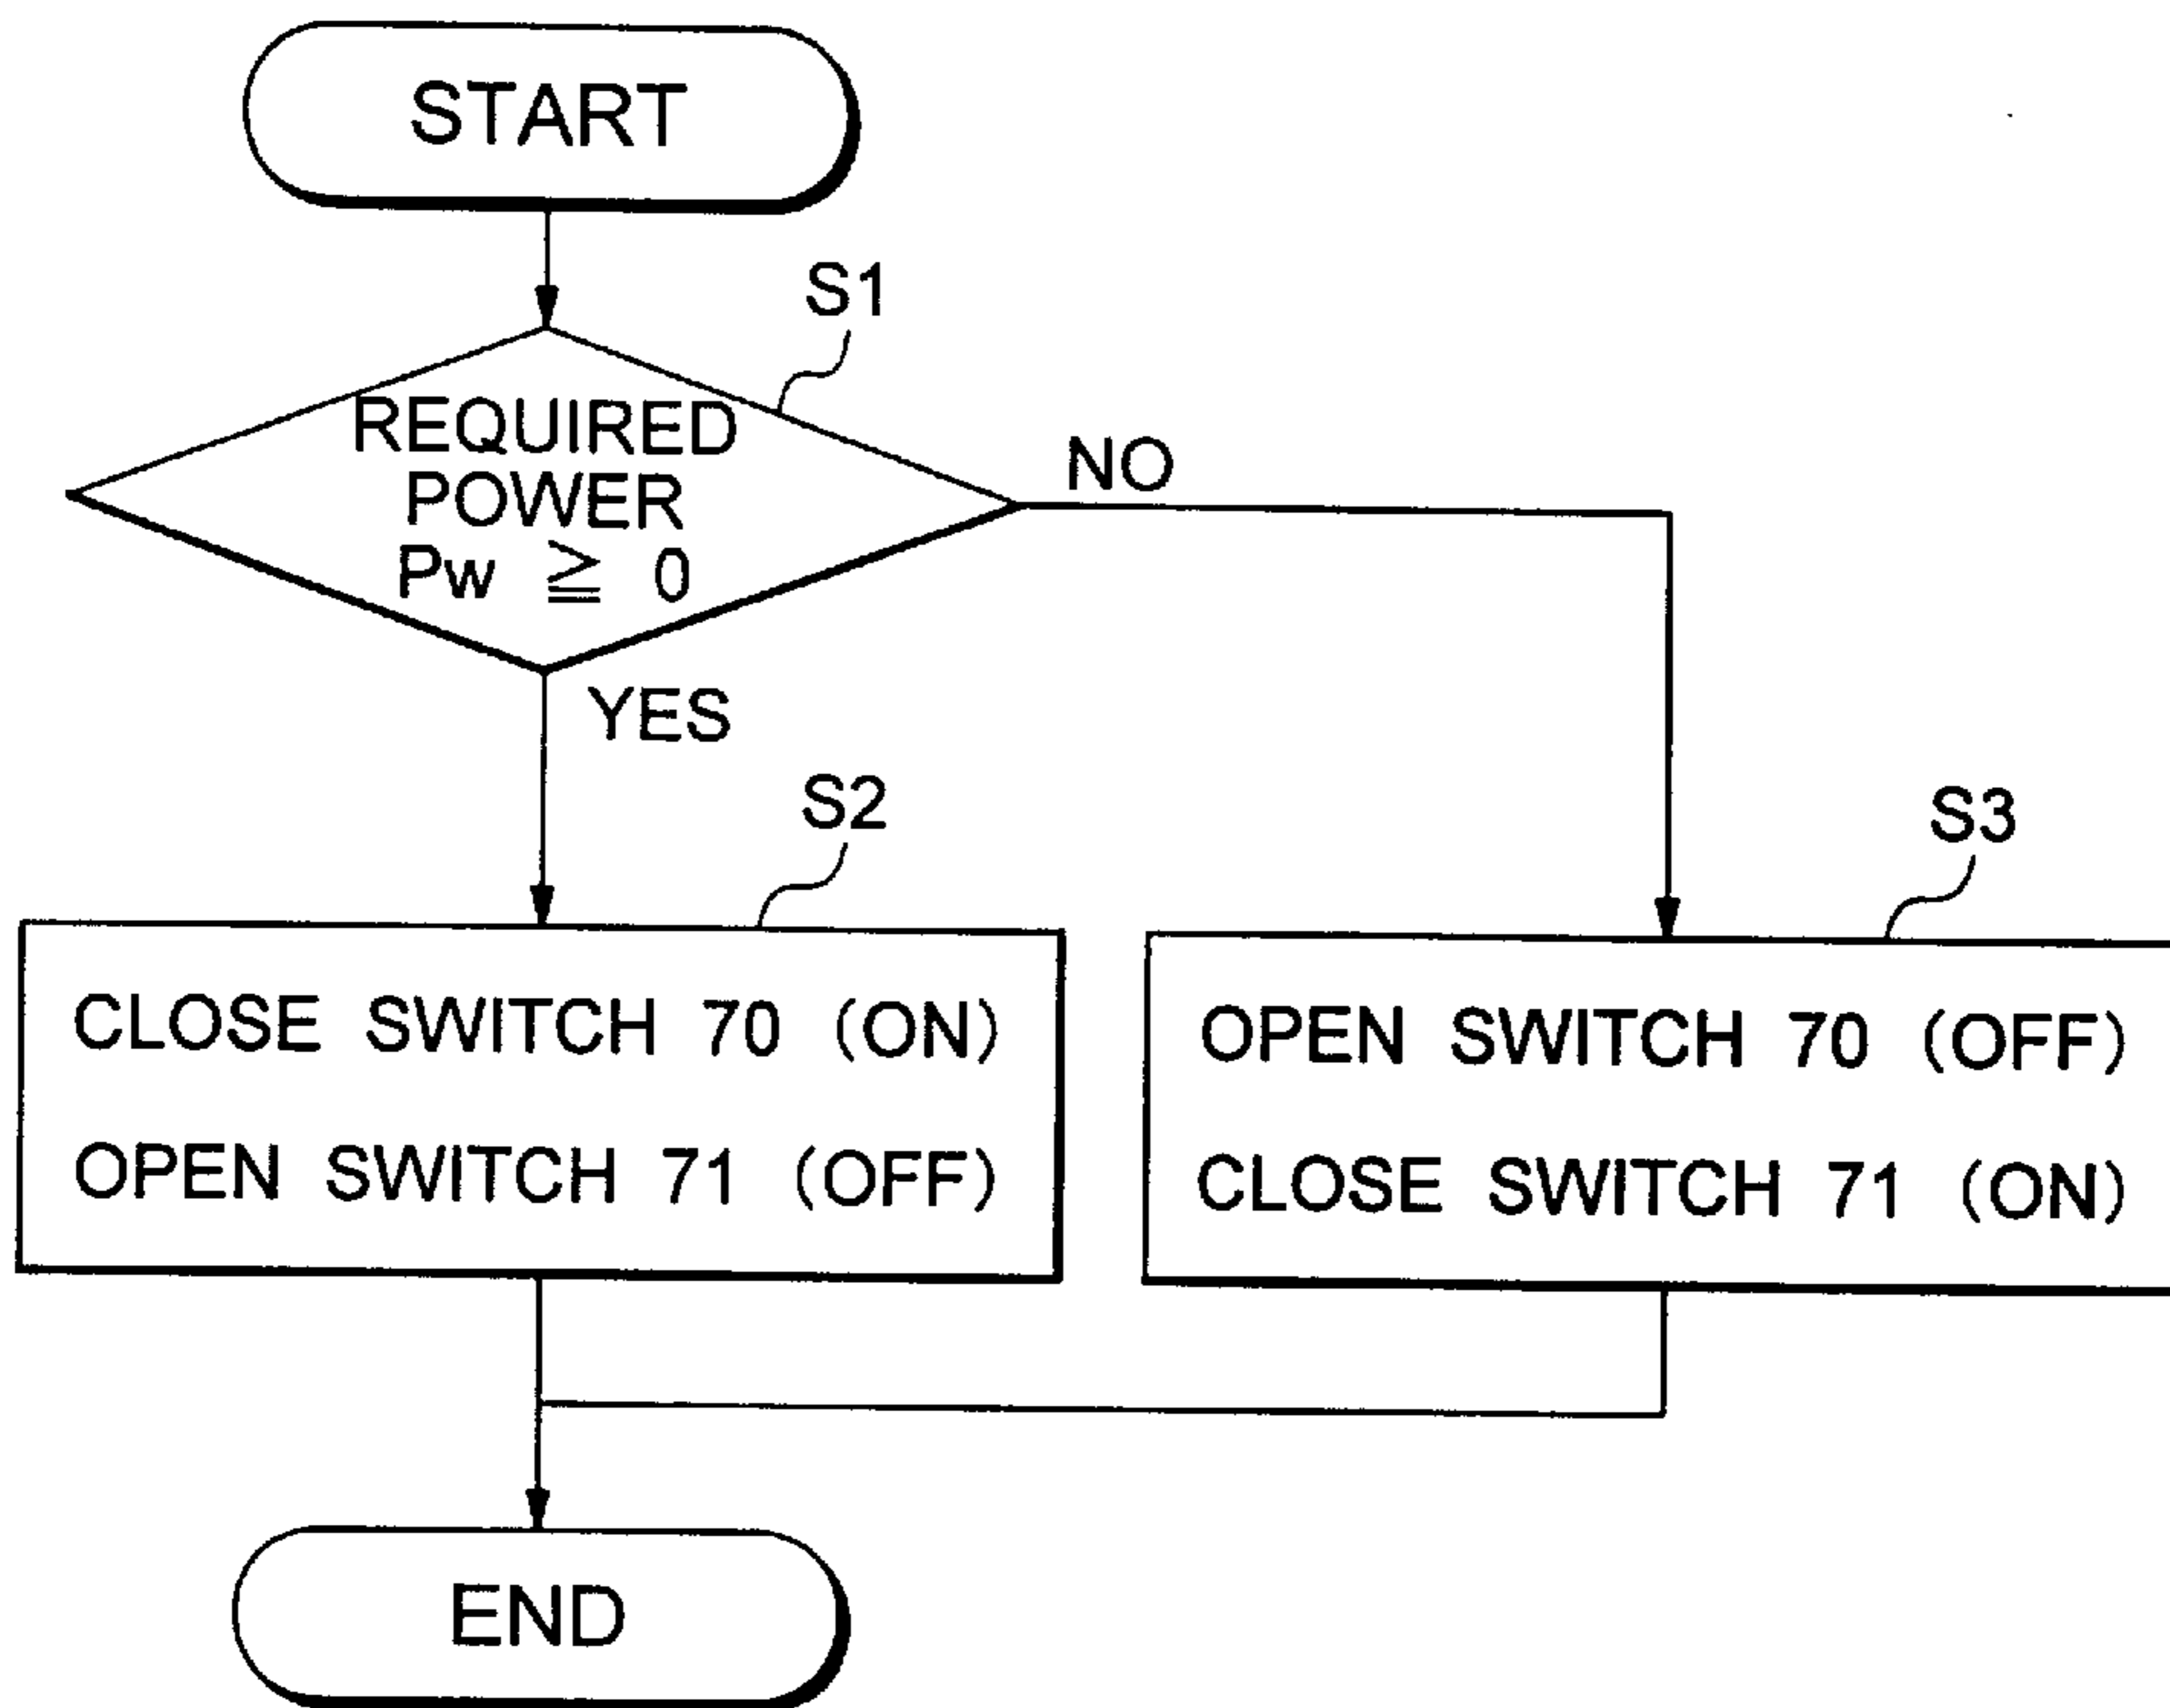 START
S1
REQUIRED
POWER
Pw ≧ 0
NO
YES
S2
S3
CLOSE SWITCH 70 (ON)
OPEN SWITCH 71 (OFF)
OPEN SWITCH 70 (OFF)
CLOSE SWITCH 71 (ON)
END